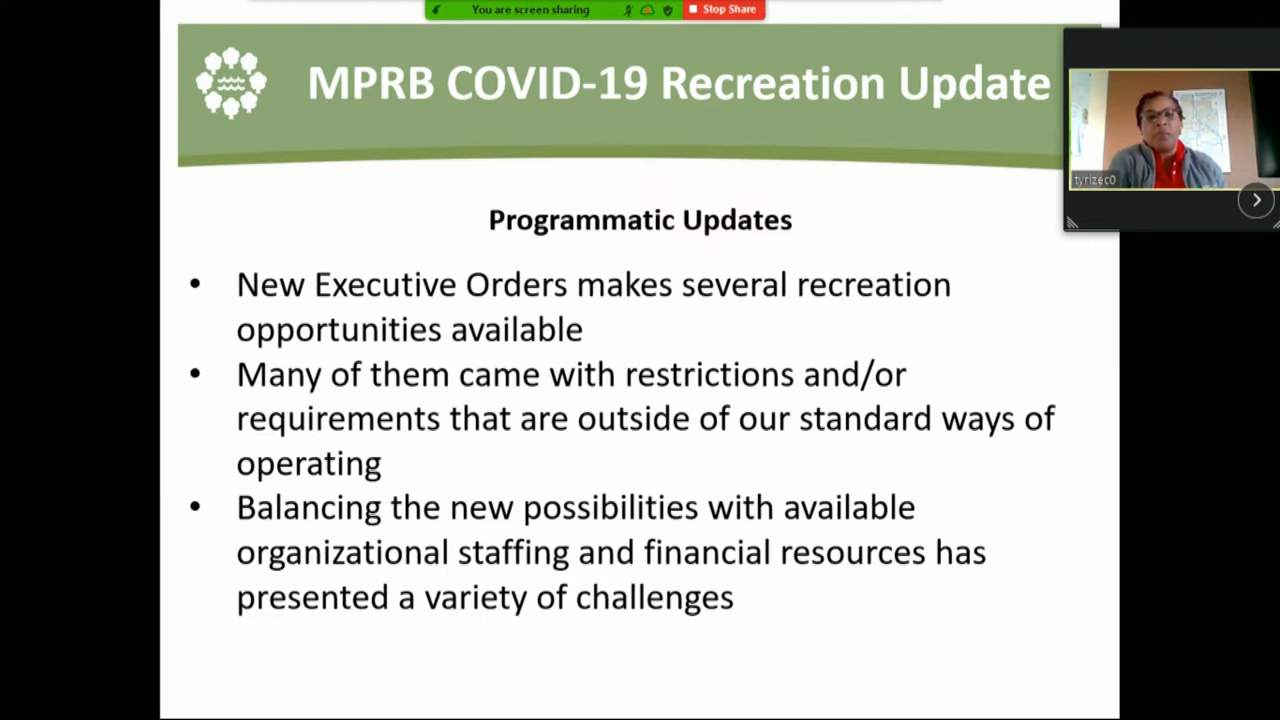 You are screen sharing
Stop Share
MPRB COVID-19 Recreation Update
tyrizec0
Programmatic Updates
• New Executive Orders makes several recreation
opportunities available
• Many of them came with restrictions and/or
requirements that are outside of our standard ways of
operating
• Balancing the new possibilities with available
organizational staffing and financial resources has
presented a variety of challenges